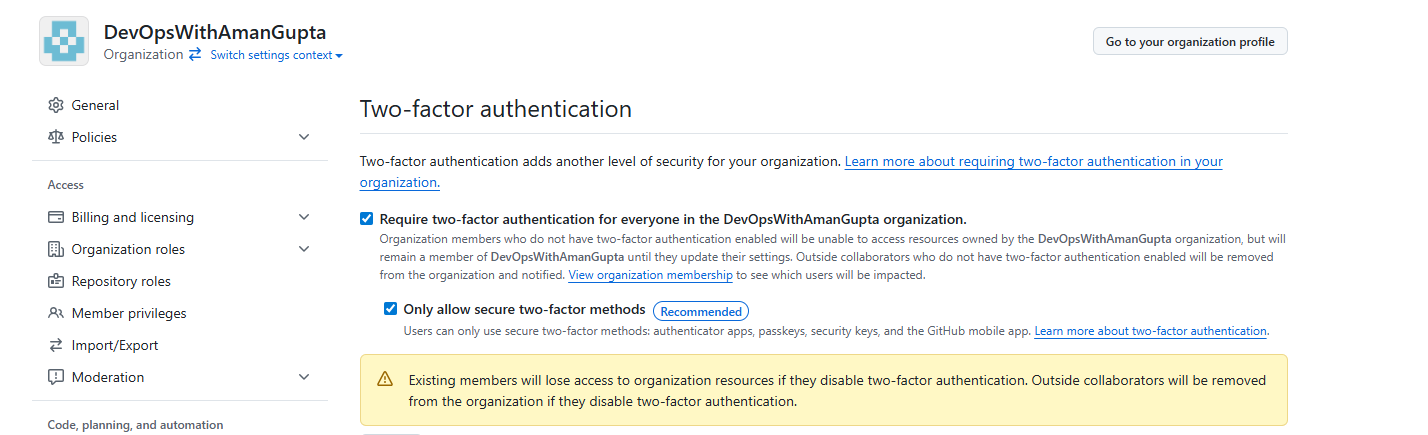 DevOpsWithAmanGupta
Organization Switch settings context
Go to your organization profile
General
Policies
Access
Billing and licensing
Organization roles
Repository roles
Member privileges
Import/Export
Moderation
Code, planning, and automation
Two-factor authentication
Two-factor authentication adds another level of security for your organization. Learn more about requiring two-factor authentication in your
organization.
Require two-factor authentication for everyone in the DevOpsWithAmanGupta organization.
Organization members who do not have two-factor authentication enabled will be unable to access resources owned by the DevOpsWithAmanGupta organization, but will
remain a member of DevOpsWithAmanGupta until they update their settings. Outside collaborators who do not have two-factor authentication enabled will be removed
from the organization and notified. View organization membership to see which users will be impacted.
Only allow secure two-factor methods Recommended
Users can only use secure two-factor methods: authenticator apps, passkeys, security keys, and the GitHub mobile app. Learn more about two-factor authentication.
Existing members will lose access to organization resources if they disable two-factor authentication. Outside collaborators will be removed
from the organization if they disable two-factor authentication.